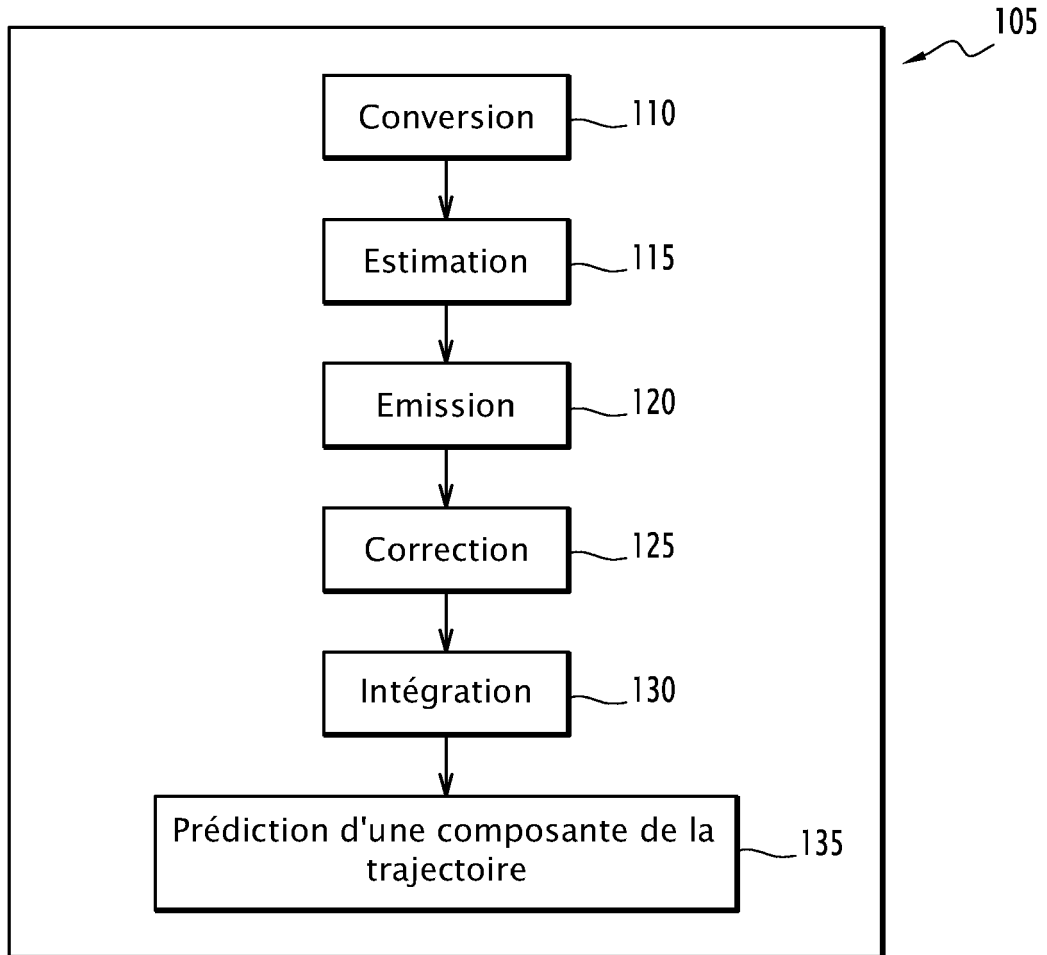 105
Conversion 110
Estimation 115
Emission 120
Correction 125
Intégration 130
Prédiction d'une composante de la
trajectoire 135